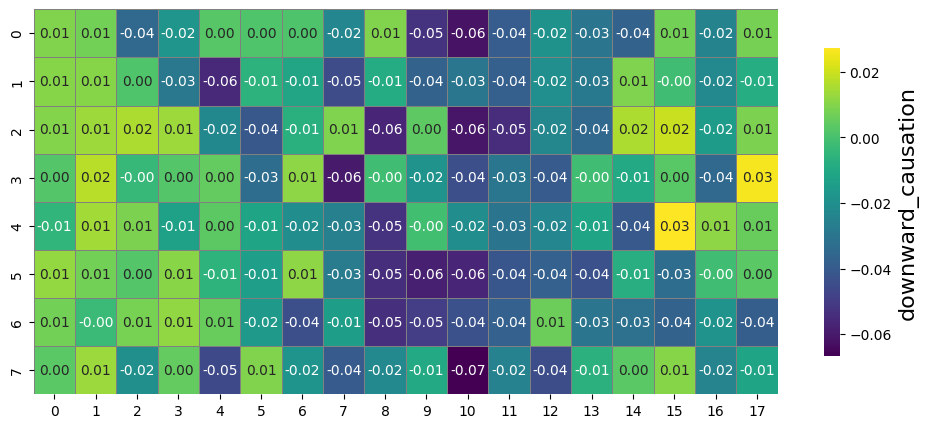 0 0.01 0.01 -0.04 -0.02 0.00 0.00 0.00 -0.02 0.01 -0.05 -0.06 -0.04 -0.02 -0.03 -0.04 0.01 -0.02 0.01
1 0.01 0.01 0.00 -0.03 -0.06 -0.01 -0.01 -0.05 -0.01 -0.04 -0.03 -0.04 -0.02 -0.03 0.01 -0.00 -0.02 -0.01
2 0.01 0.01 0.02 0.01 -0.02 -0.04 -0.01 0.01 -0.06 0.00 -0.06 -0.05 -0.02 -0.04 0.02 0.02 -0.02 0.01
3 0.00 0.02 -0.00 0.00 0.00 -0.03 0.01 -0.06 -0.00 -0.02 -0.04 -0.03 -0.04 -0.00 -0.01 0.00 -0.04 0.03
4 -0.01 0.01 0.01 -0.01 0.00 -0.01 -0.02 -0.03 -0.05 -0.00 -0.02 -0.03 -0.02 -0.01 -0.04 0.03 0.01 0.01
5 0.01 0.01 0.00 0.01 -0.01 -0.01 0.01 -0.03 -0.05 -0.06 -0.06 -0.04 -0.04 -0.04 -0.01 -0.03 -0.00 0.00
6 0.01 -0.00 0.01 0.01 0.01 -0.02 -0.04 -0.01 -0.05 -0.05 -0.04 -0.04 0.01 -0.03 -0.03 -0.04 -0.02 -0.04
7 0.00 0.01 -0.02 0.00 -0.05 0.01 -0.02 -0.04 -0.02 -0.01 -0.07 -0.02 -0.04 -0.01 0.00 0.01 -0.02 -0.01
0 1 2 3 4 5 6 7 8 9 10 11 12 13 14 15 16 17
0.02
0.00
−0.02
−0.04
−0.06
downward_causation